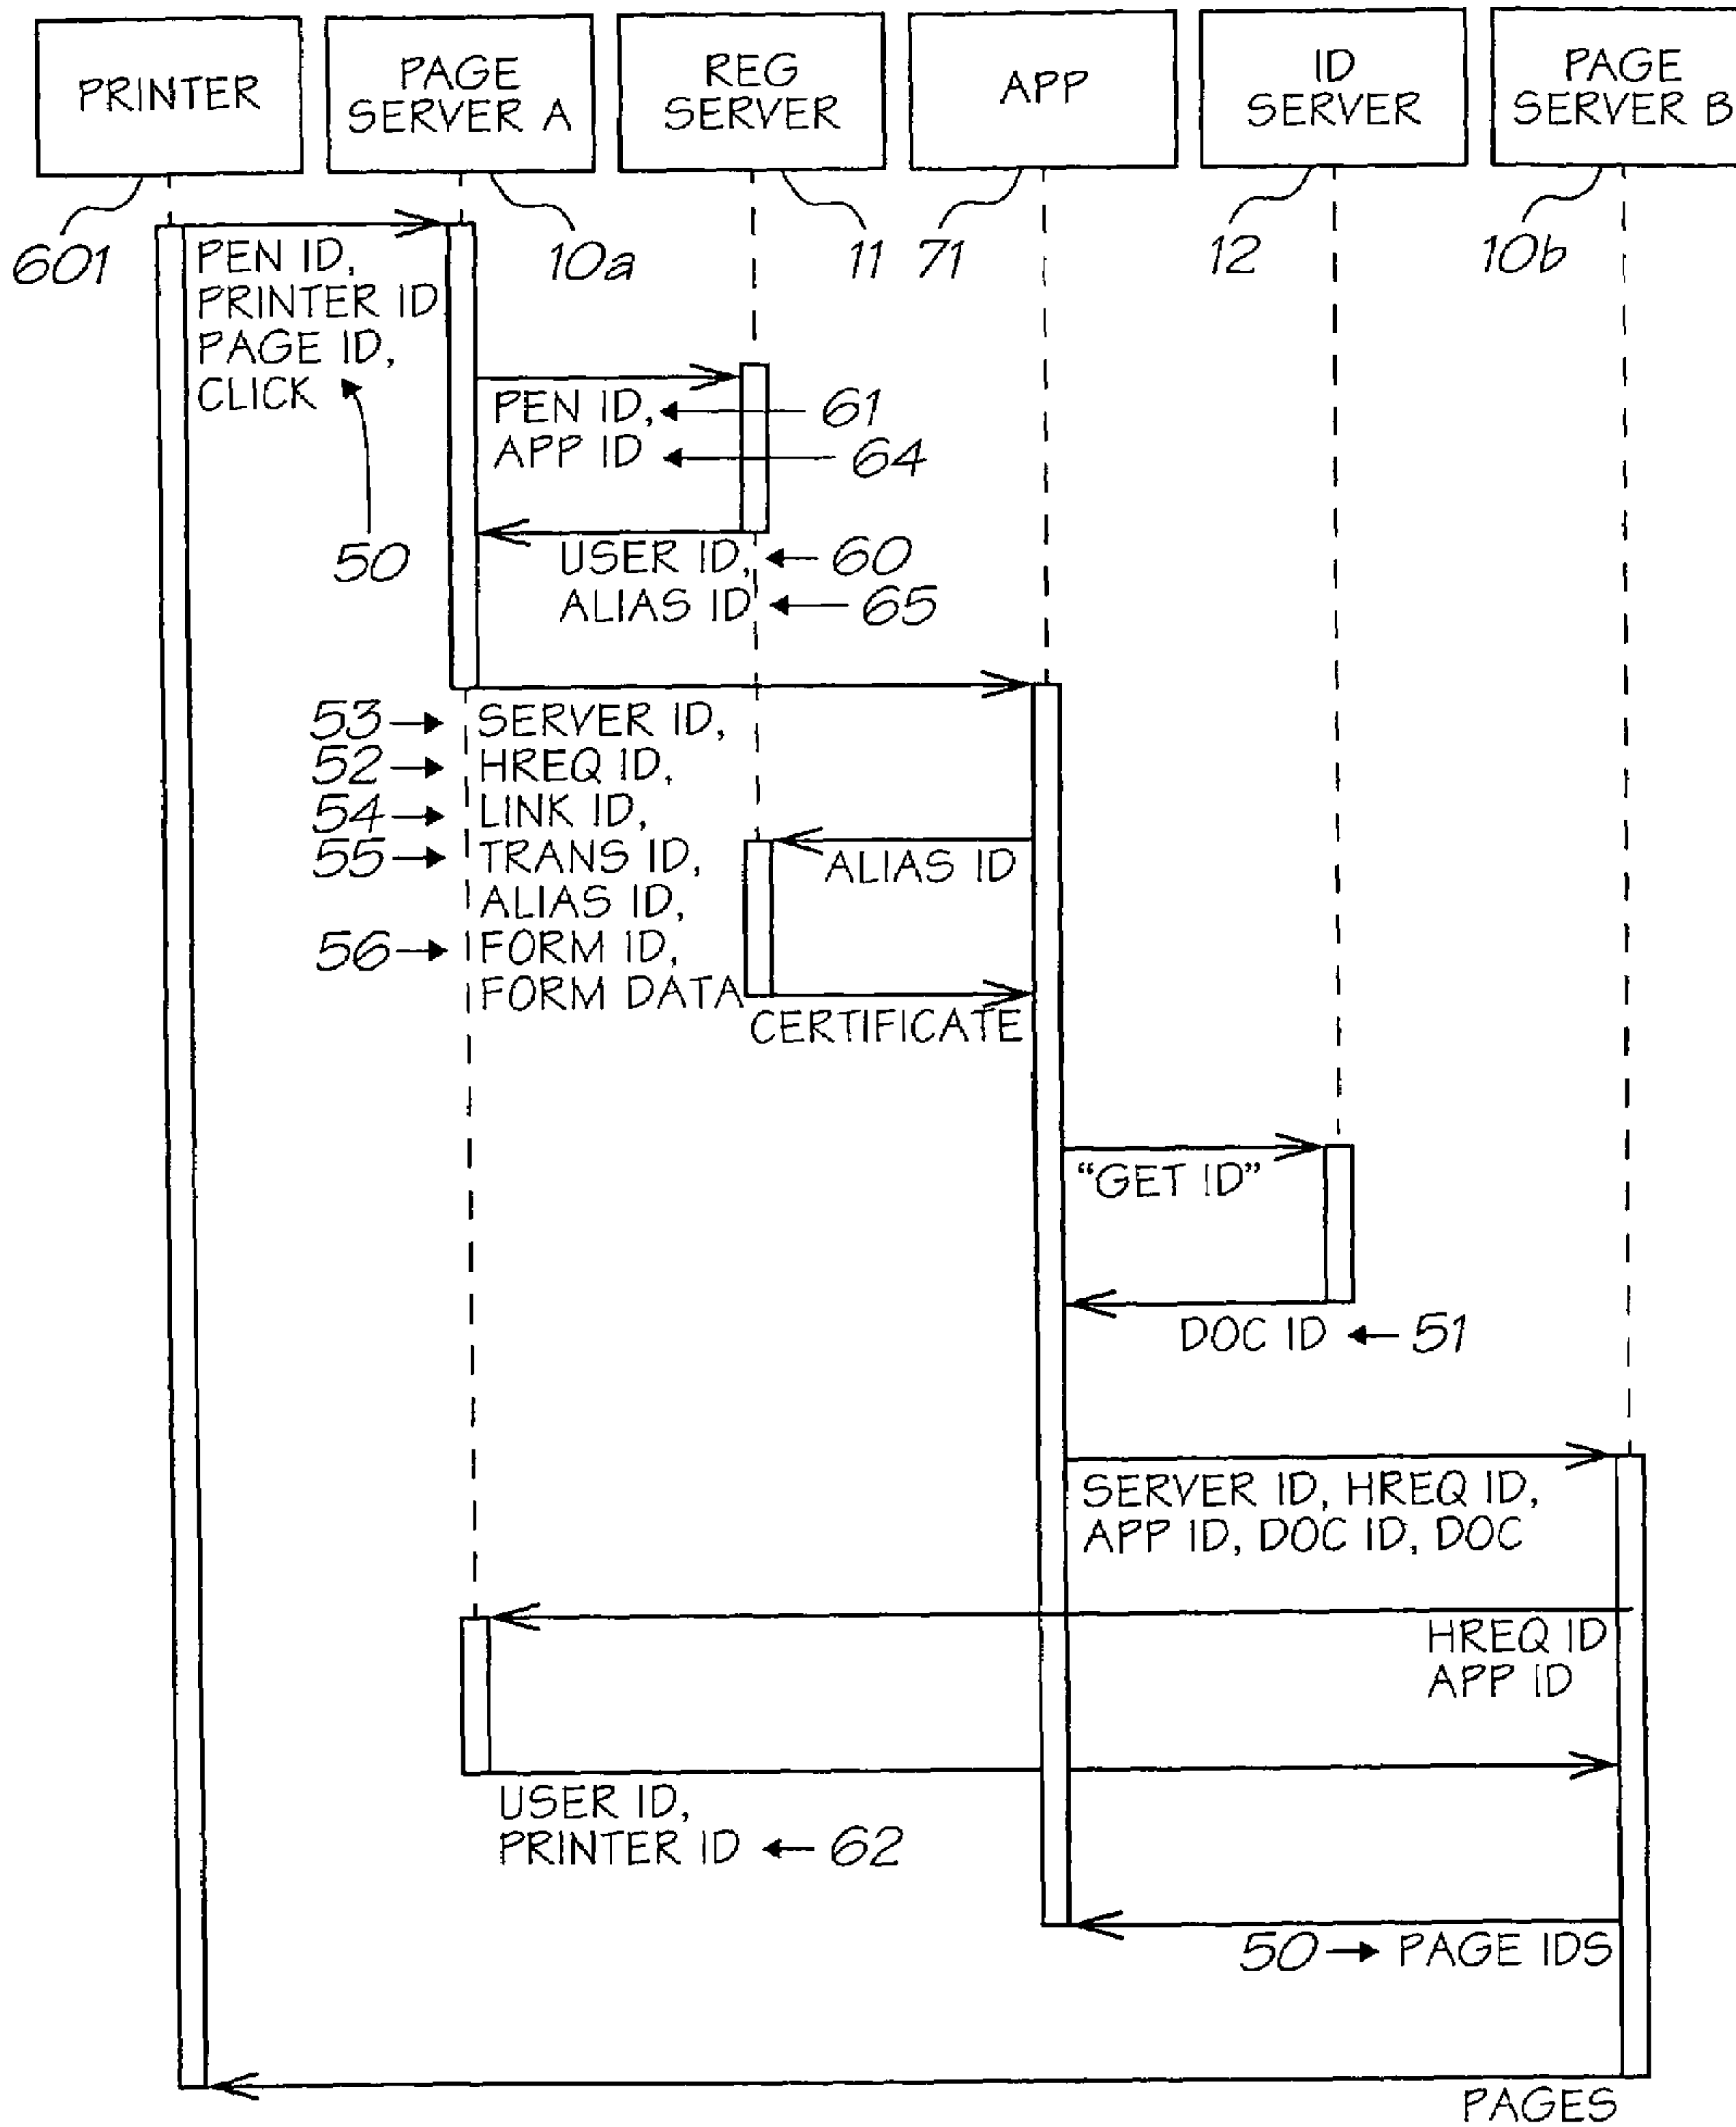 PRINTER
PAGE
SERVER A
REG
SERVER
APP
ID
SERVER
PAGE
SERVER B
601
10a
11
71
12
10b
PEN ID,
PRINTER ID
PAGE ID,
CLICK
50
PEN ID,
61
APP ID
64
USER ID,
60
ALIAS ID
65
53
SERVER ID,
52
HREQ ID,
54
LINK ID,
55
TRANS ID,
ALIAS ID,
56
FORM ID,
FORM DATA
ALIAS ID
CERTIFICATE
“GET ID”
DOC ID
51
SERVER ID, HREQ ID,
APP ID, DOC ID, DOC
HREQ ID
APP ID
USER ID,
PRINTER ID
62
50
PAGE IDS
PAGES